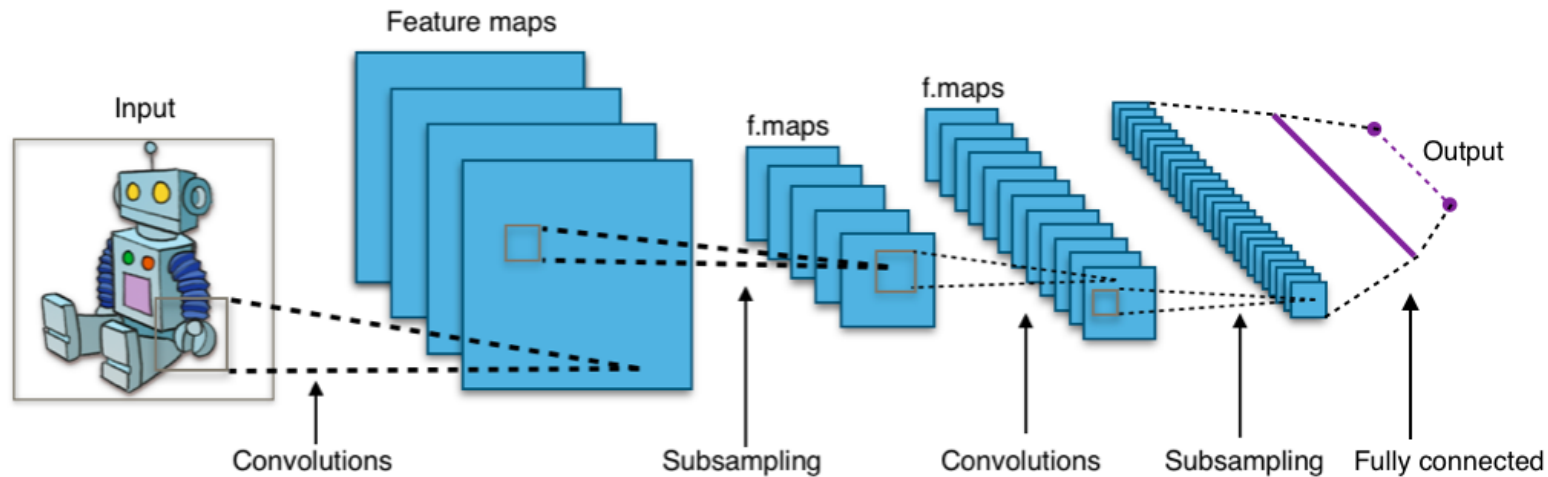 Feature maps
Input
f.maps
f.maps
Output
Convolutions
Subsampling
Convolutions
Subsampling
Fully connected